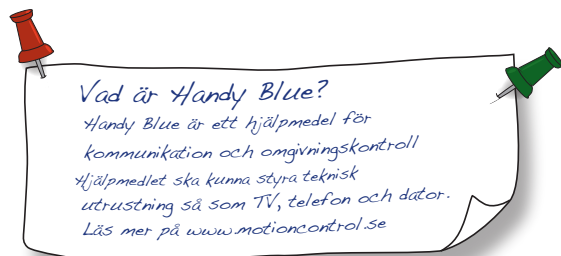 Vad är Handy Blue?
Handy Blue är ett hjälpmedel för
kommunikation och omgivningskontroll
Hjälpmedlet ska kunna styra teknisk
utrustning så som TV, telefon och dator.
Läs mer på www.motioncontrol.se